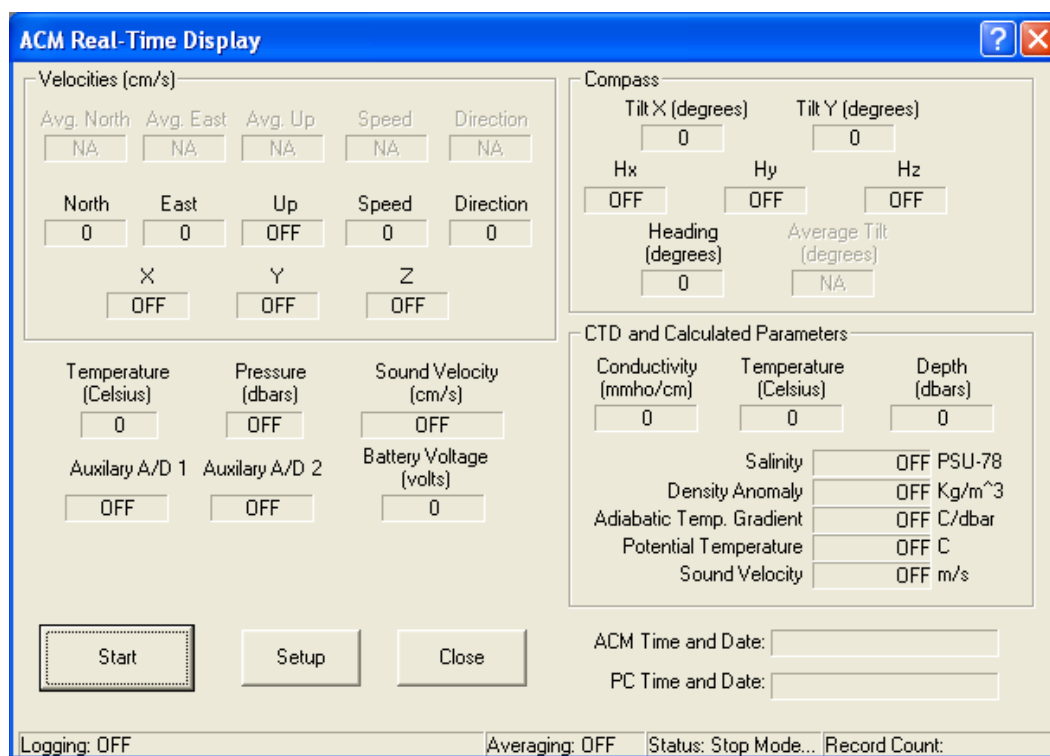 ACM Real-Time Display
Velocities (cm/s)
Avg. North Avg. East Avg. Up Speed Direction
NA NA NA NA NA
North East Up Speed Direction
0 0 OFF 0 0
X Y Z
OFF OFF OFF
Temperature (Celsius) Pressure (dbars) Sound Velocity (cm/s)
0 OFF OFF
Auxilary A/D 1 Auxilary A/D 2 Battery Voltage (volts)
OFF OFF 0
Compass
Tilt X (degrees) Tilt Y (degrees)
0 0
Hx Hy Hz
OFF OFF OFF
Heading (degrees) Average Tilt (degrees)
0 NA
CTD and Calculated Parameters
Conductivity (mmho/cm) Temperature (Celsius) Depth (dbars)
0 0 0
Salinity OFF PSU-78
Density Anomaly OFF Kg/m^3
Adiabatic Temp. Gradient OFF C/dbar
Potential Temperature OFF C
Sound Velocity OFF m/s
Start Setup Close
ACM Time and Date:
PC Time and Date:
Logging: OFF Averaging: OFF Status: Stop Mode... Record Count: